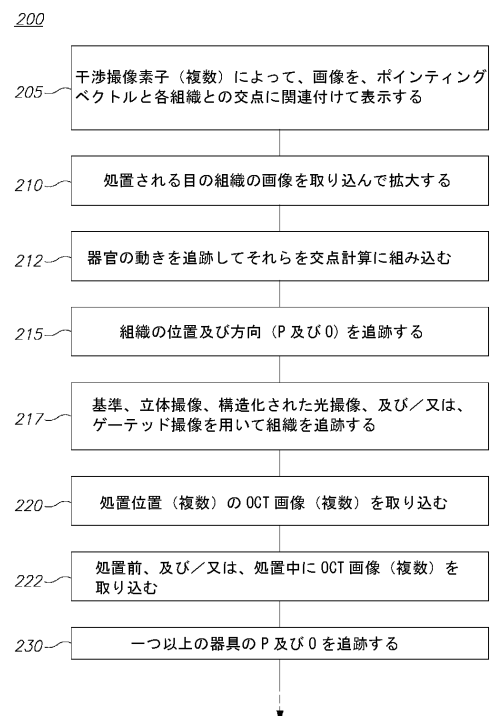 200
205
干渉撮像素子（複数）によって、画像を、ポインティング
ベクトルと各組織との交点に関連付けて表示する
210
処置される目の組織の画像を取り込んで拡大する
212
器官の動きを追跡してそれらを交点計算に組み込む
215
組織の位置及び方向（P 及び O）を追跡する
217
基準、立体撮像、構造化された光撮像、及び／又は、
ゲーテッド撮像を用いて組織を追跡する
220
処置位置（複数）の OCT 画像（複数）を取り込む
222
処置前、及び／又は、処置中に OCT 画像（複数）を
取り込む
230
一つ以上の器具の P 及び O を追跡する